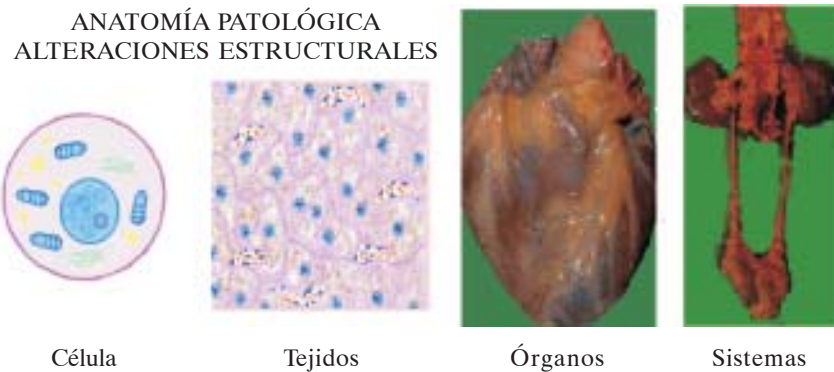 ANATOMÍA PATOLÓGICA
ALTERACIONES ESTRUCTURALES
Célula
Tejidos
Órganos
Sistemas